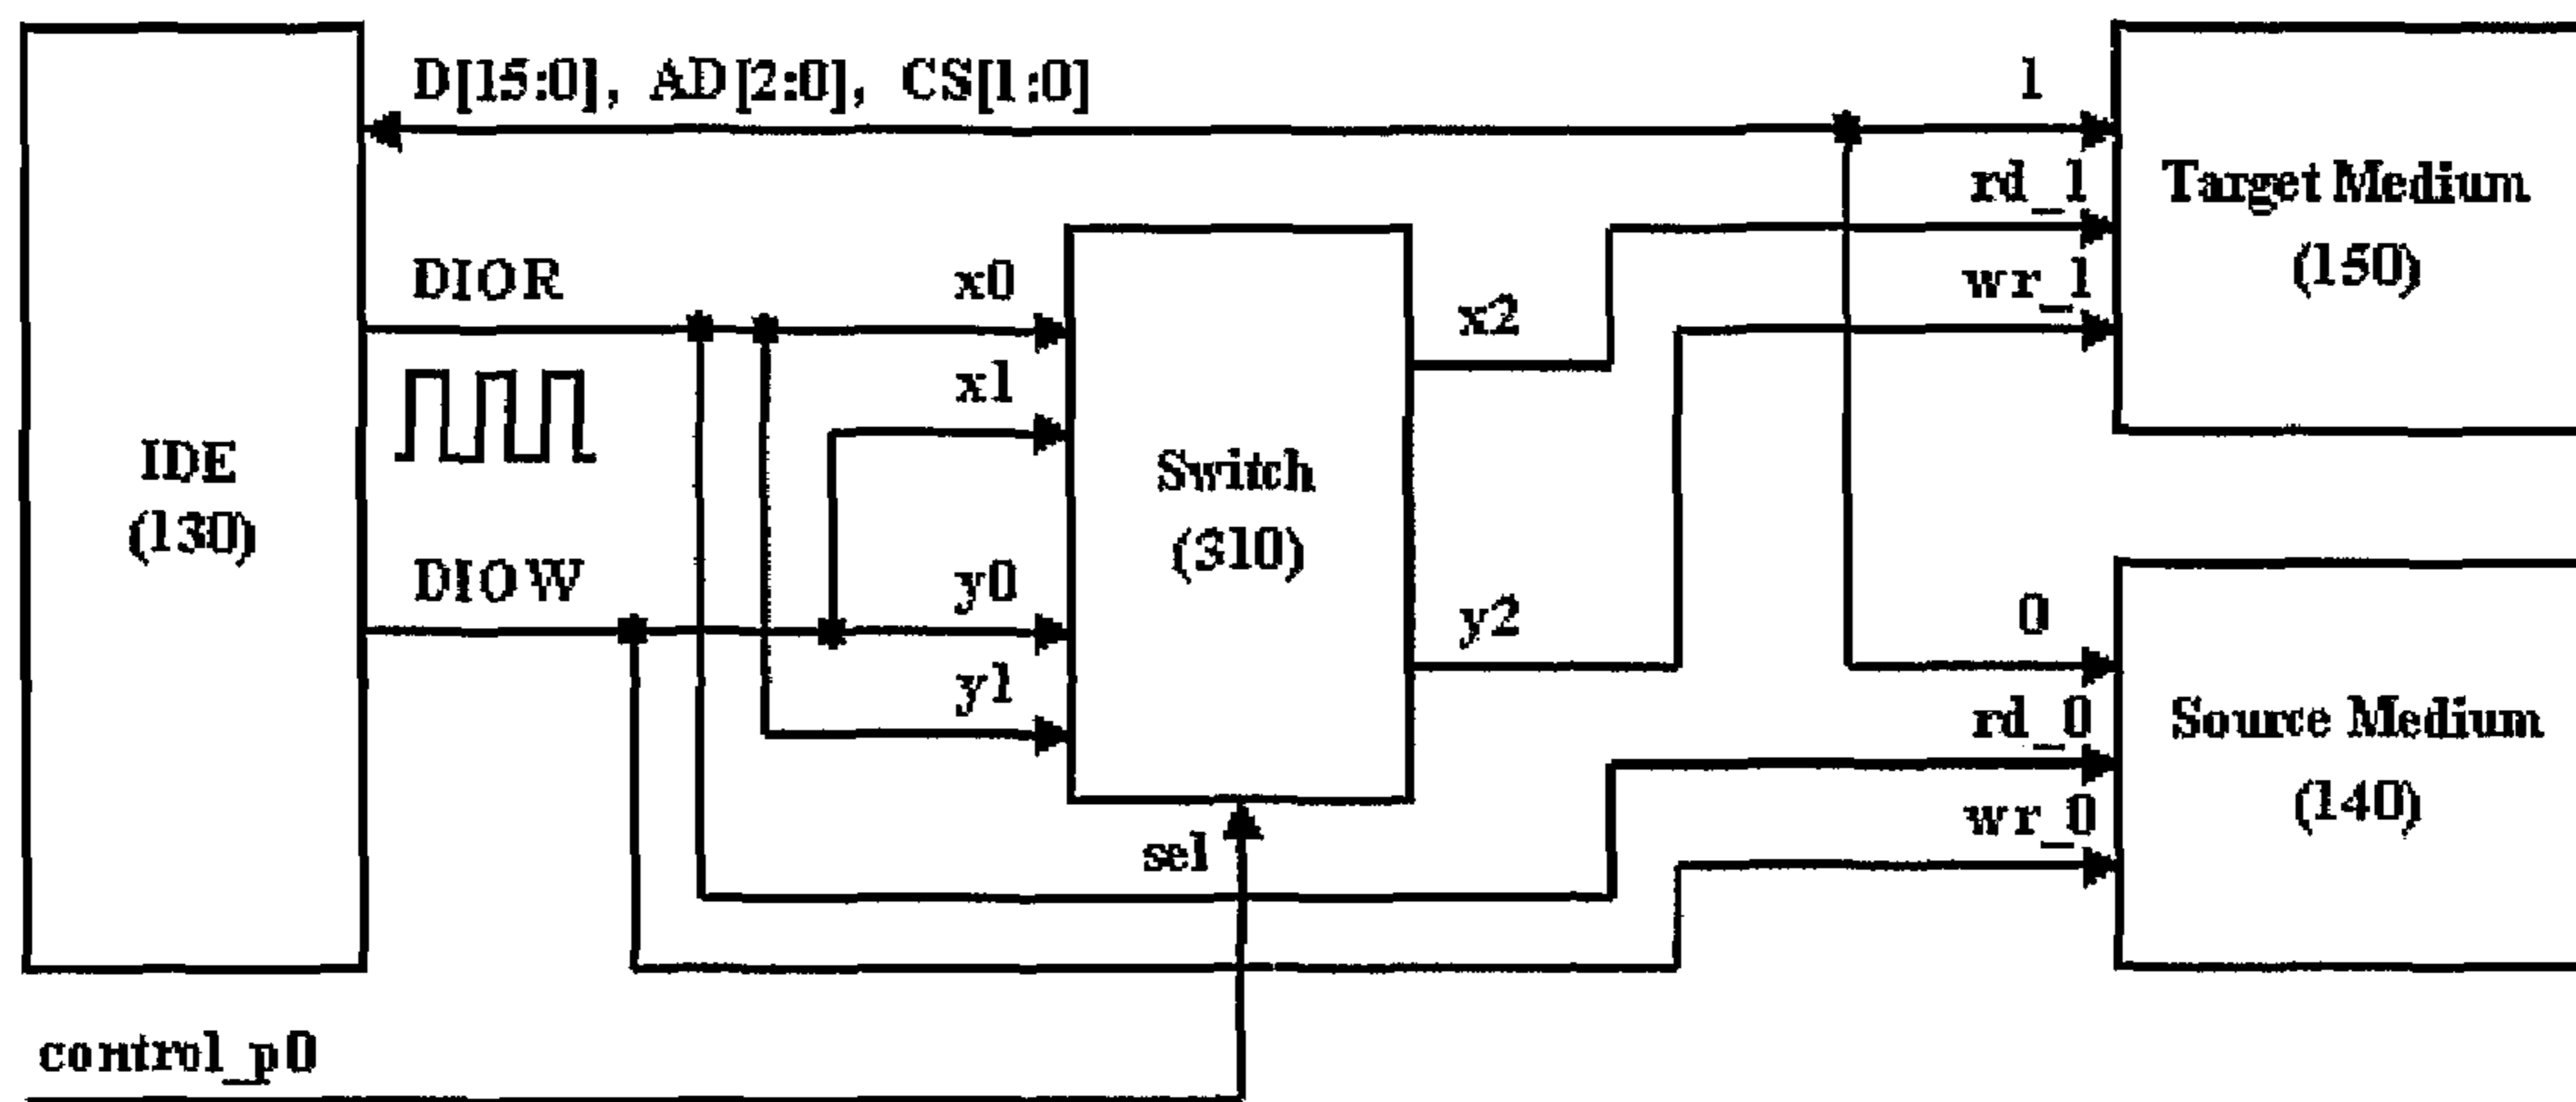 D[15:0], AD[2:0], CS[1:0]
1
rd_1
wr_1
Target Medium
(150)
DIOR
x0
x1
x2
IDE
(130)
Switch
(310)
DIOW
y0
y1
y2
0
rd_0
wr_0
Source Medium
(140)
sel
control_p0